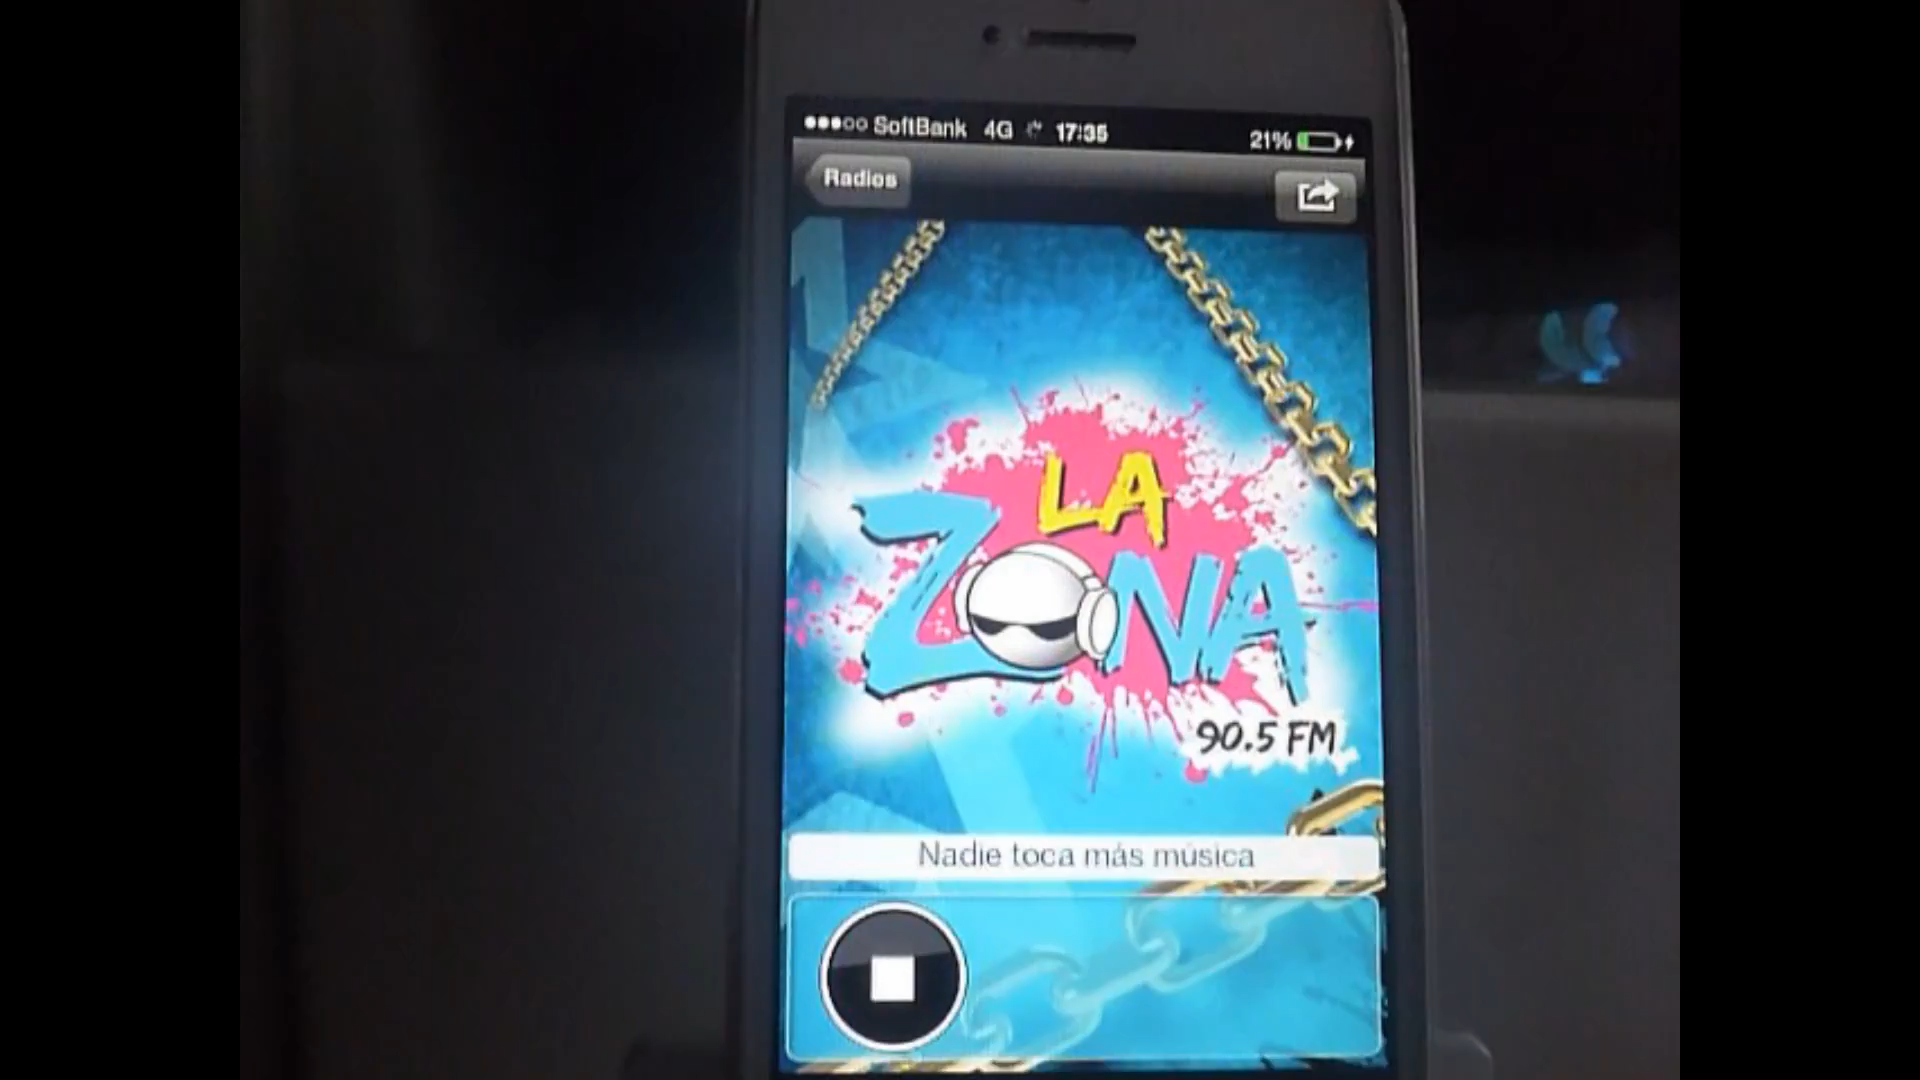 SoftBank 4G 17:35 21%
Radios
LA
ZONA
90.5 FM
Nadie toca más música